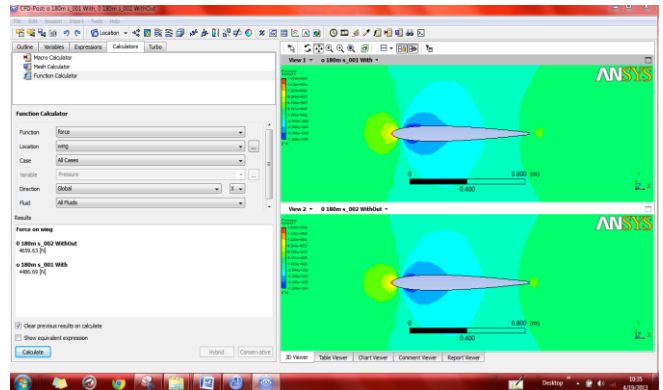 CFD-Post: o 180m s_001 With, 0 180m s_002 WithOut
File Edit Session Insert Tools Help
Location
Outline Variables Expressions Calculators Turbo
Macro Calculator
Mesh Calculator
Function Calculator
Function Calculator
Function force
Location wing
Case All Cases
Variable Pressure
Direction Global X
Fluid All Fluids
Results
Force on wing
0 180m s_002 WithOut
4659.63 [N]
o 180m s_001 With
4486.69 [N]
Clear previous results on calculate
Show equivalent expression
Calculate Hybrid Conservative
View 1 o 180m s_001 With
ANSYS
0 0.800 (m)
0.400
View 2 0 180m s_002 WithOut
ANSYS
0 0.800 (m)
0.400
3D Viewer Table Viewer Chart Viewer Comment Viewer Report Viewer
Desktop
10:35
4/19/2013